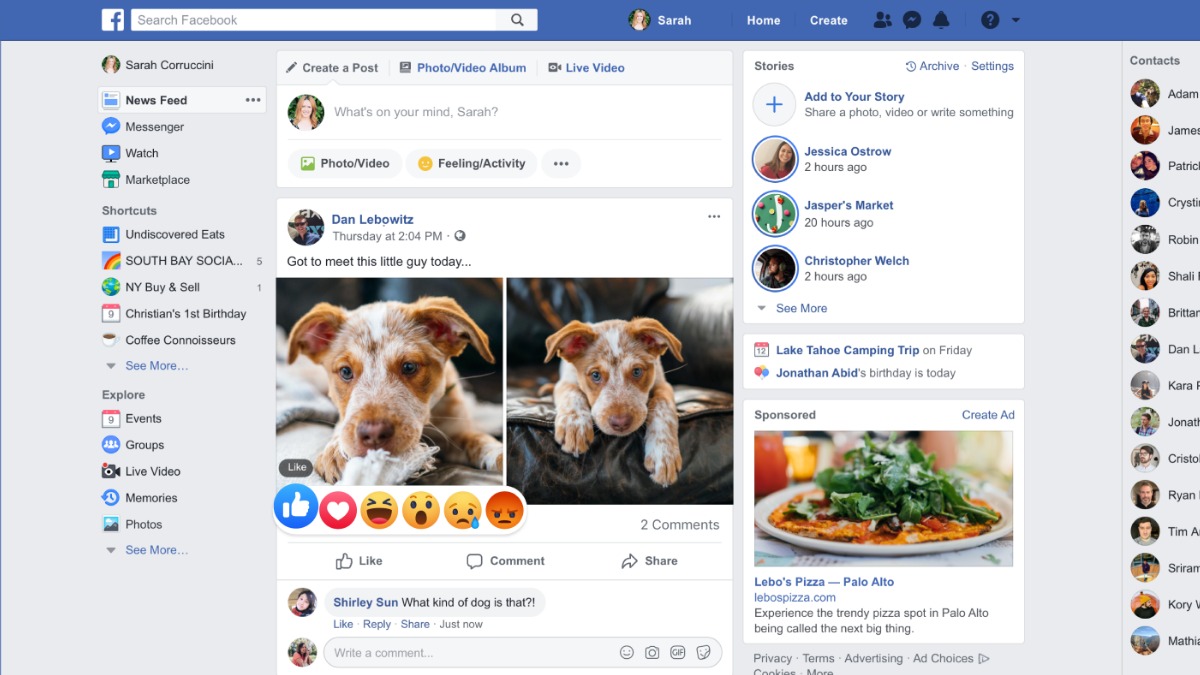 f
Search Facebook
Sarah
Home
Create
?
Sarah Corruccini
News Feed
Messenger
Watch
Marketplace
Shortcuts
Undiscovered Eats
SOUTH BAY SOCIA... 5
NY Buy & Sell 1
9 Christian's 1st Birthday
Coffee Connoisseurs
See More…
Explore
9 Events
Groups
Live Video
Memories
Photos
See More…
Create a Post
Photo/Video Album
Live Video
What's on your mind, Sarah?
Photo/Video
Feeling/Activity
Dan Lebowitz
Thursday at 2:04 PM ·
Got to meet this little guy today...
Like
2 Comments
Like
Comment
Share
Shirley Sun What kind of dog is that?!
Like · Reply · Share · Just now
Write a comment...
GIF
Stories
Archive · Settings
Add to Your Story
Share a photo, video or write something
Jessica Ostrow
2 hours ago
Jasper's Market
20 hours ago
Christopher Welch
2 hours ago
See More
12 Lake Tahoe Camping Trip on Friday
Jonathan Abid's birthday is today
Sponsored
Create Ad
Lebo's Pizza — Palo Alto
lebospizza.com
Experience the trendy pizza spot in Palo Alto
being called the next big thing.
Privacy · Terms · Advertising · Ad Choices
Cookies · More
Contacts
Adam
James
Patric
Crysti
Robin
Shali
Brittan
Dan L
Kara
Jonath
Cristo
Ryan
Tim A
Sriram
Kory
Mathia